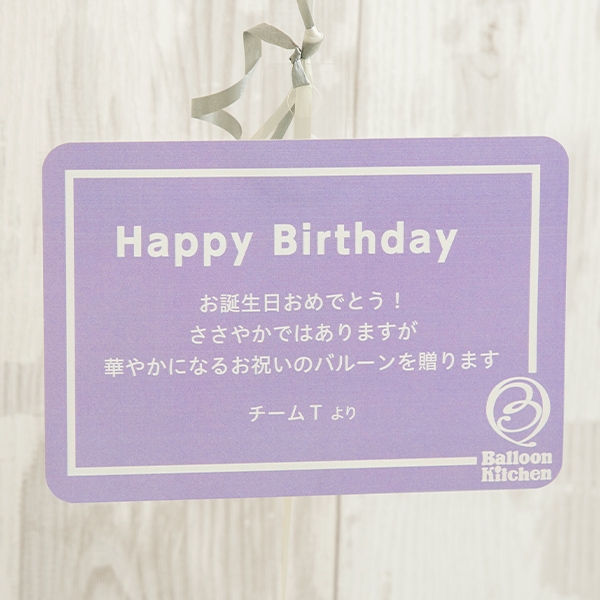 Happy Birthday
お誕生日おめでとう！
ささやかではありますが
華やかになるお祝いのバルーンを贈ります
チームT より
Balloon
Kitchen